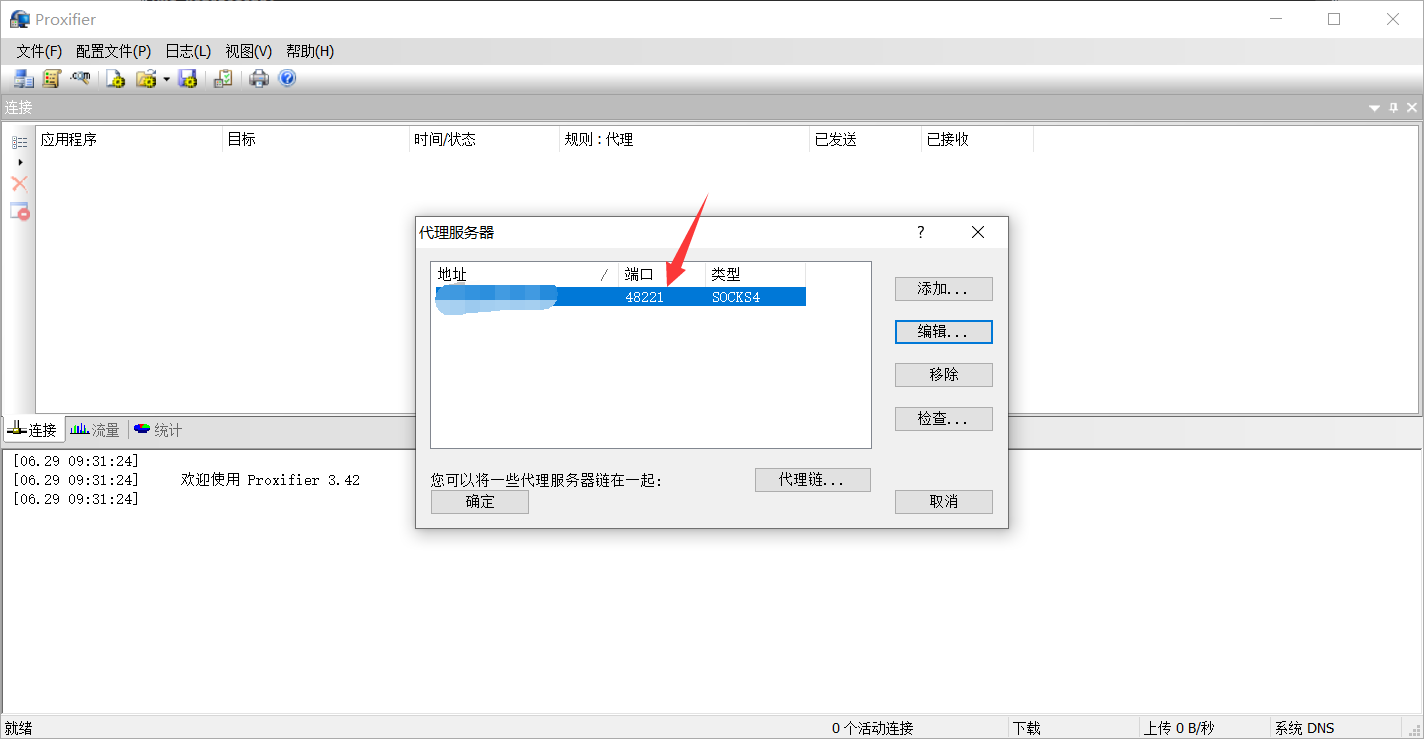 Proxifier
文件(F) 配置文件(P) 日志(L) 视图(V) 帮助(H)
连接
应用程序 目标 时间/状态 规则 : 代理 已发送 已接收
代理服务器 ?
地址 / 端口 类型
48221 SOCKS4
添加...
编辑...
移除
检查...
您可以将一些代理服务器链在一起:
代理链...
确定
取消
连接 流量 统计
[06.29 09:31:24]
[06.29 09:31:24] 欢迎使用 Proxifier 3.42
[06.29 09:31:24]
就绪 0 个活动连接 下载 上传 0 B/秒 系统 DNS